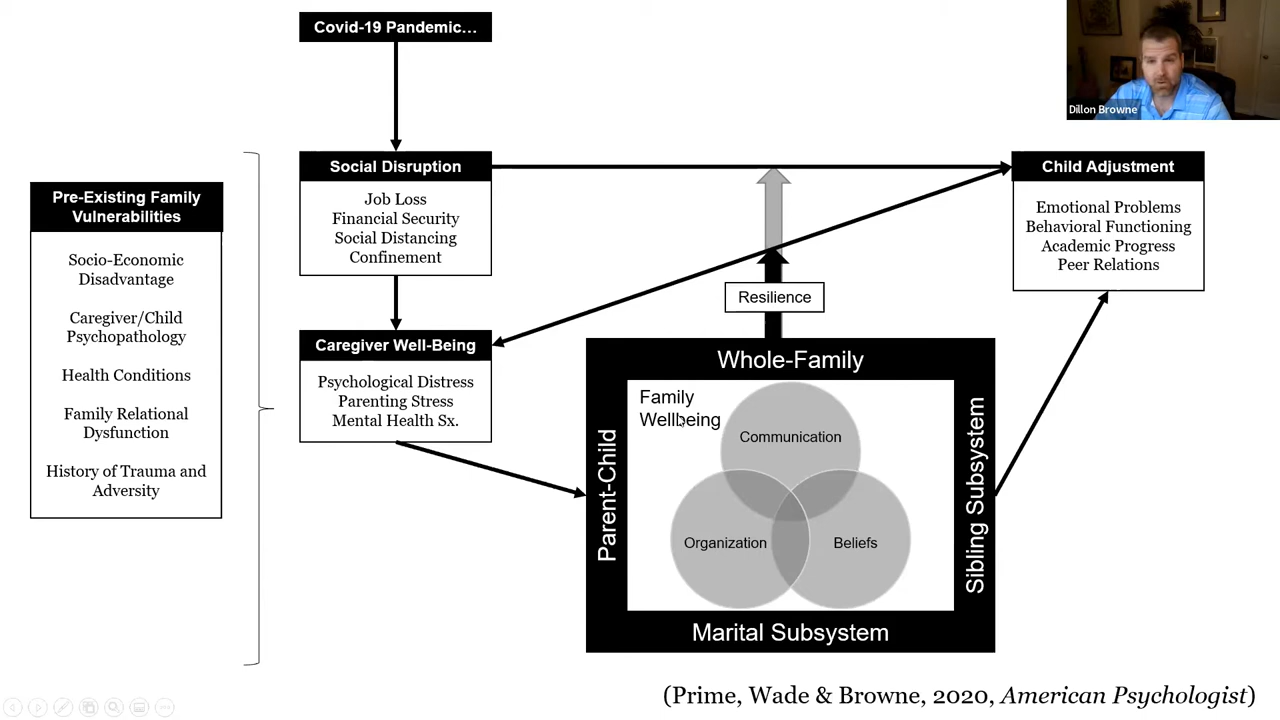 Covid-19 Pandemic…
Dillon Browne
Pre-Existing Family
Vulnerabilities
Socio-Economic
Disadvantage
Caregiver/Child
Psychopathology
Health Conditions
Family Relational
Dysfunction
History of Trauma and
Adversity
Social Disruption
Job Loss
Financial Security
Social Distancing
Confinement
Caregiver Well-Being
Psychological Distress
Parenting Stress
Mental Health Sx.
Child Adjustment
Emotional Problems
Behavioral Functioning
Academic Progress
Peer Relations
Resilience
Whole-Family
Parent-Child
Family
Wellbeing
Communication
Organization
Beliefs
Sibling Subsystem
Marital Subsystem
(Prime, Wade & Browne, 2020, American Psychologist)